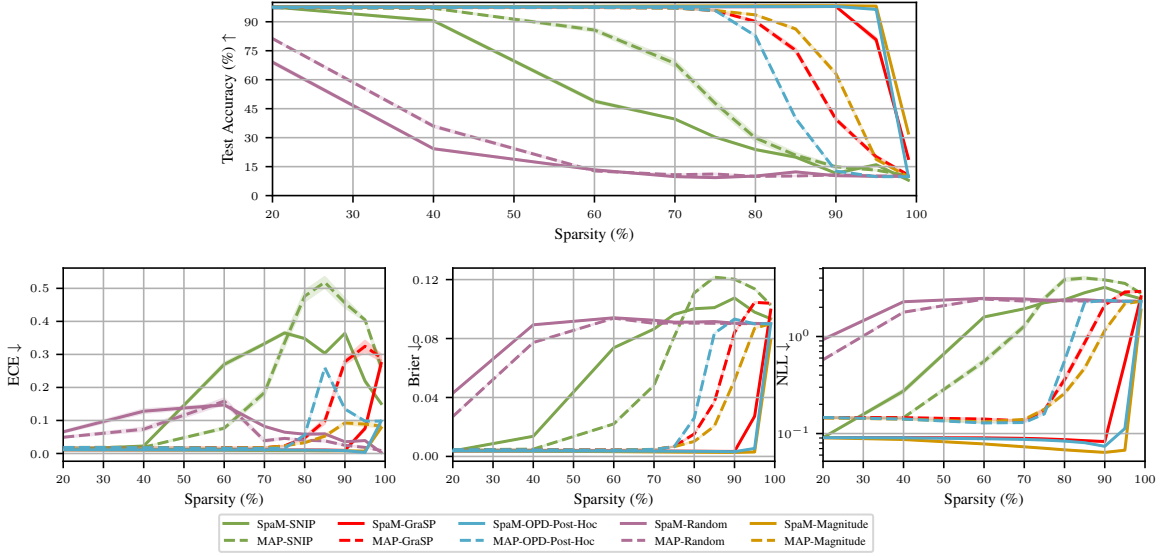 Test Accuracy (%) ↑
90
75
60
45
30
15
0
20 30 40 50 60 70 80 90 100
Sparsity (%)
ECE ↓
0.5
0.4
0.3
0.2
0.1
0.0
20 30 40 50 60 70 80 90 100
Sparsity (%)
Brier ↓
0.12
0.08
0.04
0.00
20 30 40 50 60 70 80 90 100
Sparsity (%)
NLL ↓
10⁰
10⁻¹
20 30 40 50 60 70 80 90 100
Sparsity (%)
SpaM-SNIP SpaM-GraSP SpaM-OPD-Post-Hoc SpaM-Random SpaM-Magnitude
MAP-SNIP MAP-GraSP MAP-OPD-Post-Hoc MAP-Random MAP-Magnitude